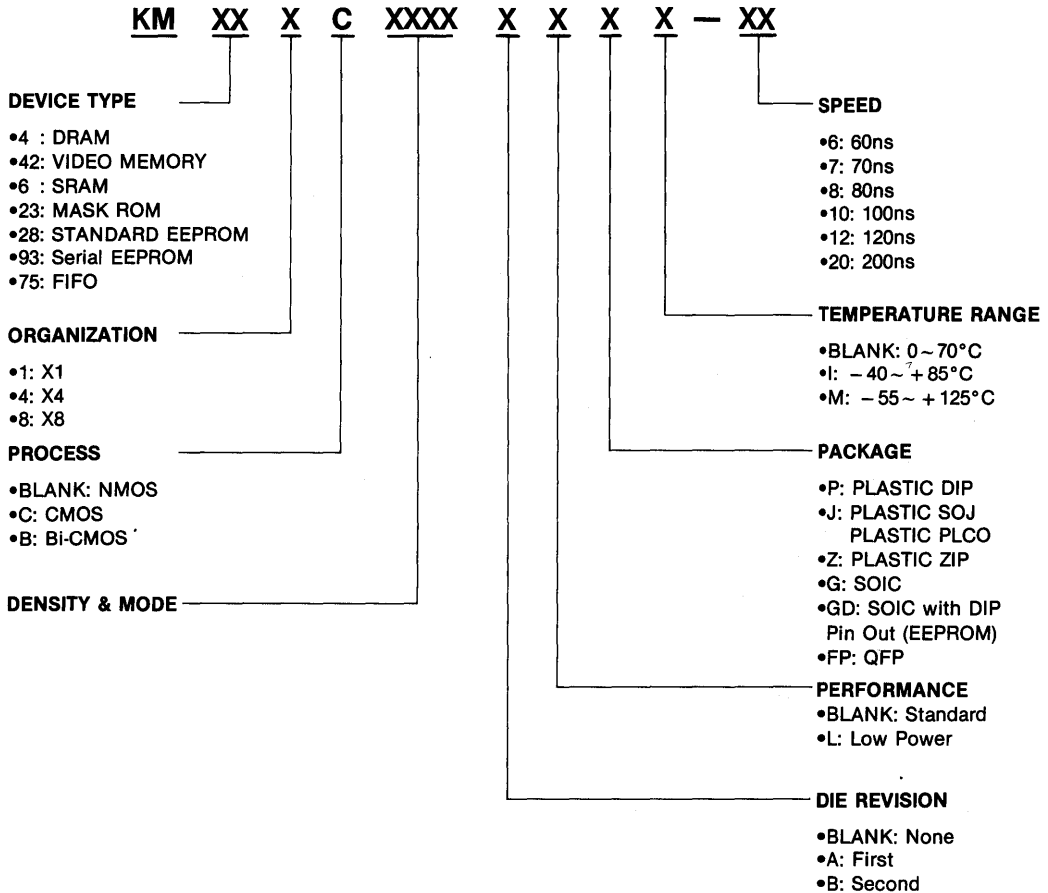 KM XX X C XXXX X X X X — XX
DEVICE TYPE
•4 : DRAM
•42: VIDEO MEMORY
•6 : SRAM
•23: MASK ROM
•28: STANDARD EEPROM
•93: Serial EEPROM
•75: FIFO
ORGANIZATION
•1: X1
•4: X4
•8: X8
PROCESS
•BLANK: NMOS
•C: CMOS
•B: Bi-CMOS
DENSITY & MODE
SPEED
•6: 60ns
•7: 70ns
•8: 80ns
•10: 100ns
•12: 120ns
•20: 200ns
TEMPERATURE RANGE
•BLANK: 0~70°C
•I: −40~+85°C
•M: −55~ +125°C
PACKAGE
•P: PLASTIC DIP
•J: PLASTIC SOJ
PLASTIC PLCO
•Z: PLASTIC ZIP
•G: SOIC
•GD: SOIC with DIP
Pin Out (EEPROM)
•FP: QFP
PERFORMANCE
•BLANK: Standard
•L: Low Power
DIE REVISION
•BLANK: None
•A: First
•B: Second